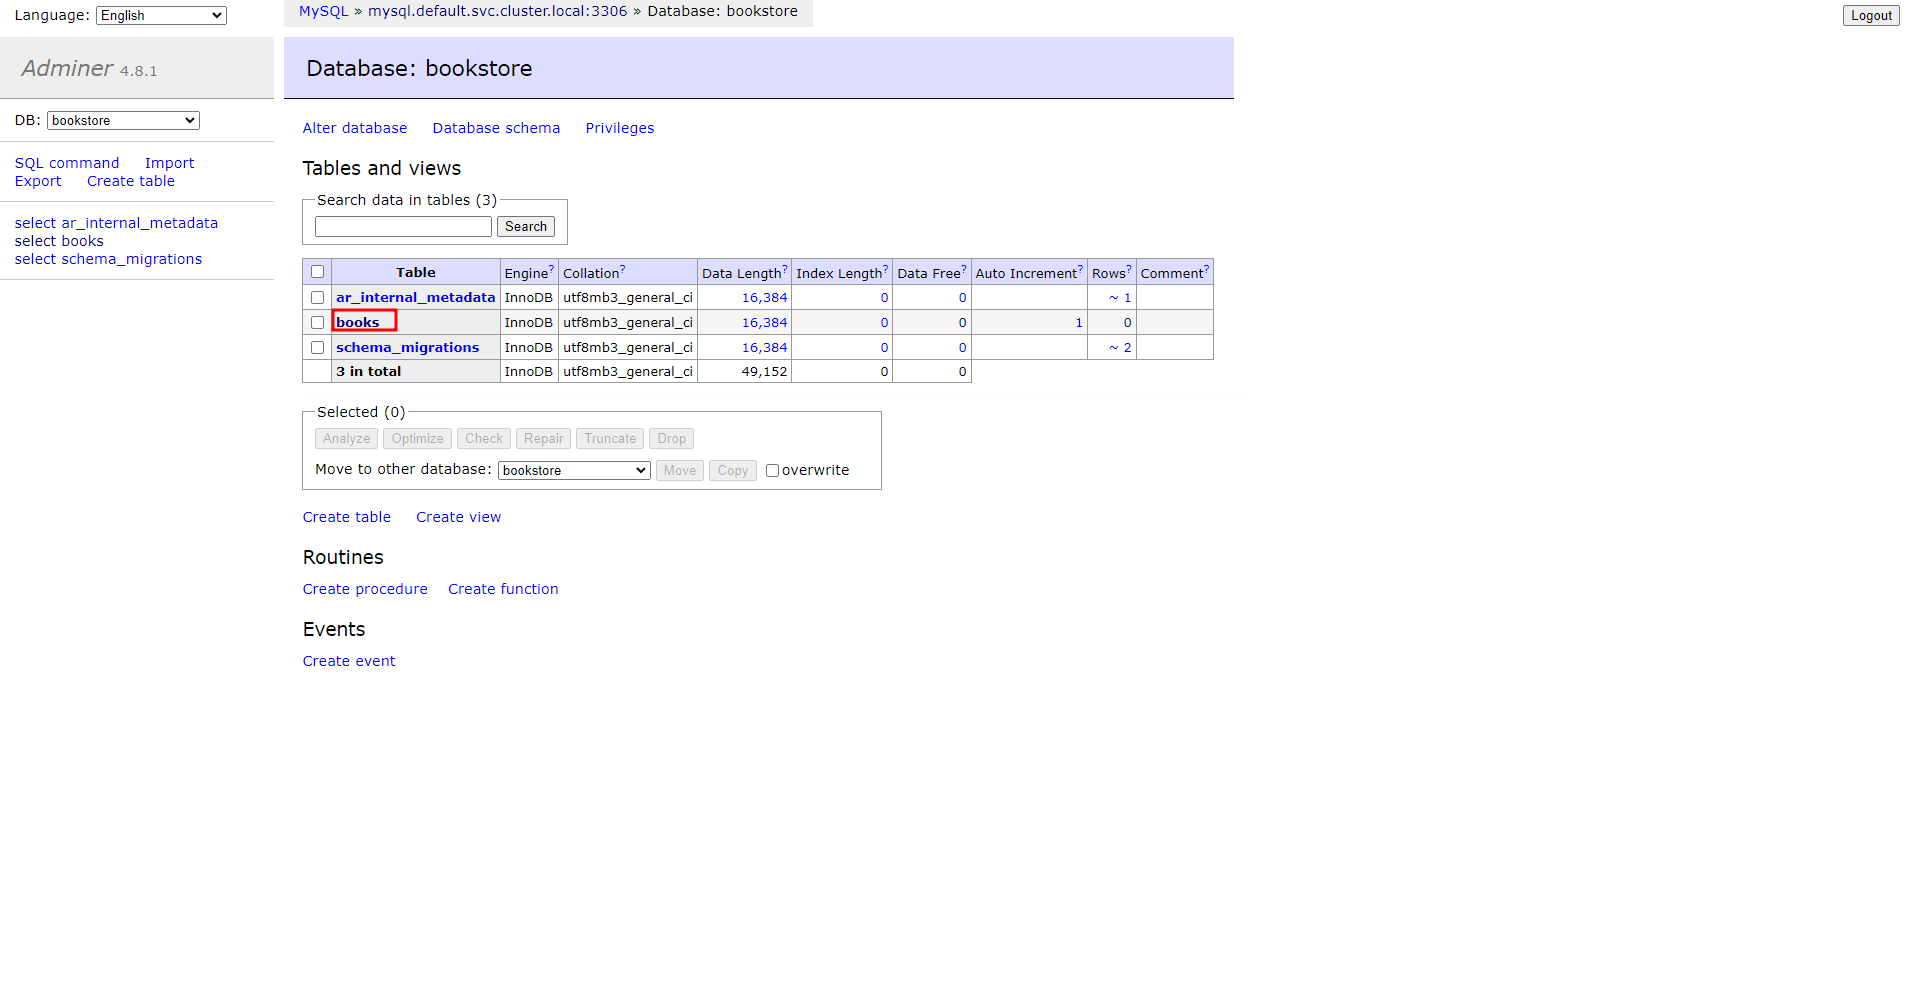 Language: English
MySQL » mysql.default.svc.cluster.local:3306 » Database: bookstore
Logout
Adminer 4.8.1
DB: bookstore
SQL command Import
Export Create table
select ar_internal_metadata
select books
select schema_migrations
Database: bookstore
Alter database Database schema Privileges
Tables and views
Search data in tables (3)
Search
Table Engine? Collation? Data Length? Index Length? Data Free? Auto Increment? Rows? Comment?
ar_internal_metadata InnoDB utf8mb3_general_ci 16,384 0 0 ~ 1
books InnoDB utf8mb3_general_ci 16,384 0 0 1 0
schema_migrations InnoDB utf8mb3_general_ci 16,384 0 0 ~ 2
3 in total InnoDB utf8mb3_general_ci 49,152 0 0
Selected (0)
Analyze Optimize Check Repair Truncate Drop
Move to other database: bookstore Move Copy overwrite
Create table Create view
Routines
Create procedure Create function
Events
Create event